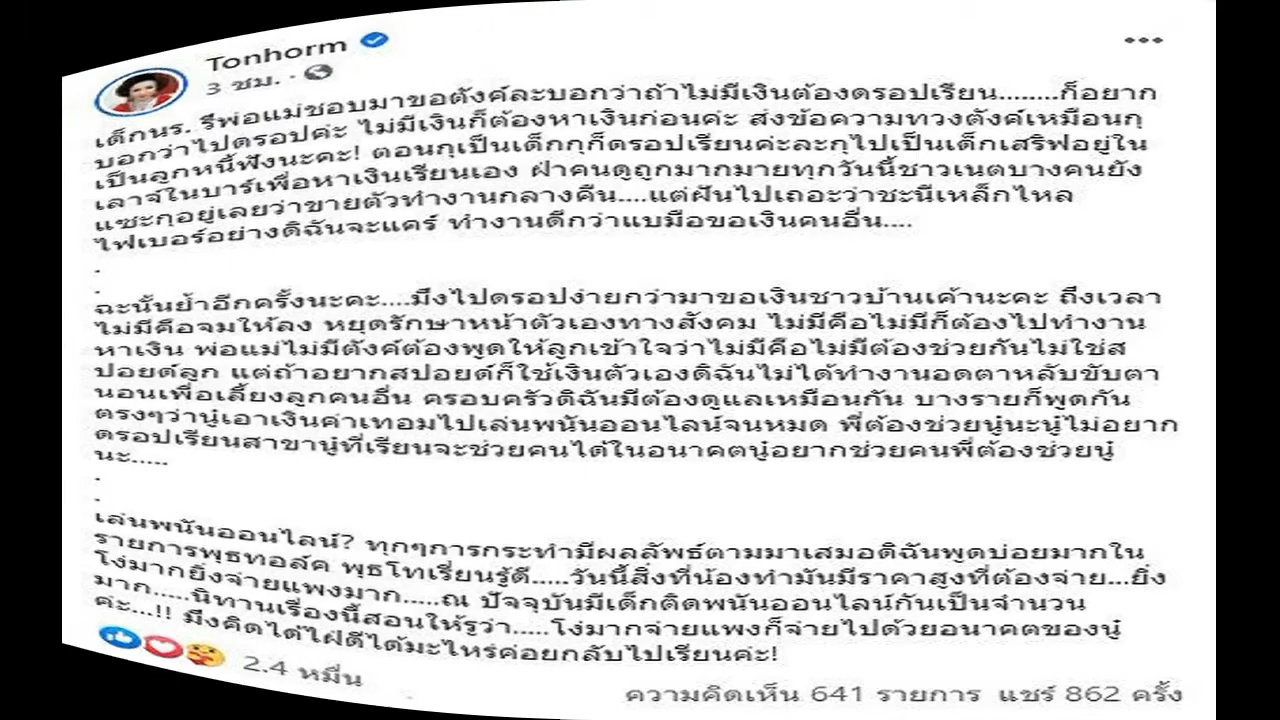 Tonhorm
3 ชม. ·
•••
เด็กนร. รึพ่อแม่ชอบมาขอตังค์ละบอกว่าถ้าไม่มีเงินต้องดรอปเรียน........ก็อยาก
บอกว่าไปดรอปค่ะ ไม่มีเงินก็ต้องหาเงินก่อนค่ะ ส่งข้อความทวงตังค์เหมือนกุ
เป็นลูกหนี้ฟังนะคะ! ตอนกุเป็นเด็กกุก็ดรอปเรียนค่ะละกุไปเป็นเด็กเสริฟอยู่ใน
เลาจ์ในบาร์เพื่อหาเงินเรียนเอง ฝ่าคนดูถูกมากมายทุกวันนี้ชาวเนตบางคนยัง
แซะกุอยู่เลยว่าขายตัวทำงานกลางคืน....แต่ฝันไปเถอะว่าชะนีเหล็กไหล
ไฟเบอร์อย่างดิฉันจะแคร์ ทำงานดีกว่าแบมือขอเงินคนอื่น....
.
.
ฉะนั้นย้ำอีกครั้งนะคะ....มึงไปดรอปง่ายกว่ามาขอเงินชาวบ้านเค้านะคะ ถึงเวลา
ไม่มีคือจมให้ลง หยุดรักษาหน้าตัวเองทางสังคม ไม่มีคือไม่มีก็ต้องไปทำงาน
หาเงิน พ่อแม่ไม่มีตังค์ต้องพูดให้ลูกเข้าใจว่าไม่มีคือไม่มีต้องช่วยกันไม่ใช่ส
ปอยด์ลูก แต่ถ้าอยากสปอยด์ก็ใช้เงินตัวเองดิฉันไม่ได้ทำงานอดตาหลับขับตา
นอนเพื่อเลี้ยงลูกคนอื่น ครอบครัวดิฉันมีต้องดูแลเหมือนกัน บางรายก็พูดกัน
ตรงๆว่านู๋เอาเงินค่าเทอมไปเล่นพนันออนไลน์จนหมด พี่ต้องช่วยนู๋นะนู๋ไม่อยาก
ดรอปเรียนสาขานู๋ที่เรียนจะช่วยคนได้ในอนาคตนู๋อยากช่วยคนพี่ต้องช่วยนู๋
นะ.....
.
.
เล่นพนันออนไลน์? ทุกๆการกระทำมีผลลัพธ์ตามมาเสมอดิฉันพูดบ่อยมากใน
รายการพุธทอล์ค พุธโทเรี่ยนรู้ดี.....วันนี้สิ่งที่น้องทำมันมีราคาสูงที่ต้องจ่าย...ยิ่ง
โง่มากยิ่งจ่ายแพงมาก.....ณ ปัจจุบันมีเด็กติดพนันออนไลน์กันเป็นจำนวน
มาก.....นิทานเรื่องนี้สอนให้รู้ว่า.....โง่มากจ่ายแพงก็จ่ายไปด้วยอนาคตของนู๋
ค่ะ...!! มึงคิดได้ใฝ่ดีได้มะไหร่ค่อยกลับไปเรียนค่ะ!
2.4 หมื่น
ความคิดเห็น 641 รายการ แชร์ 862 ครั้ง